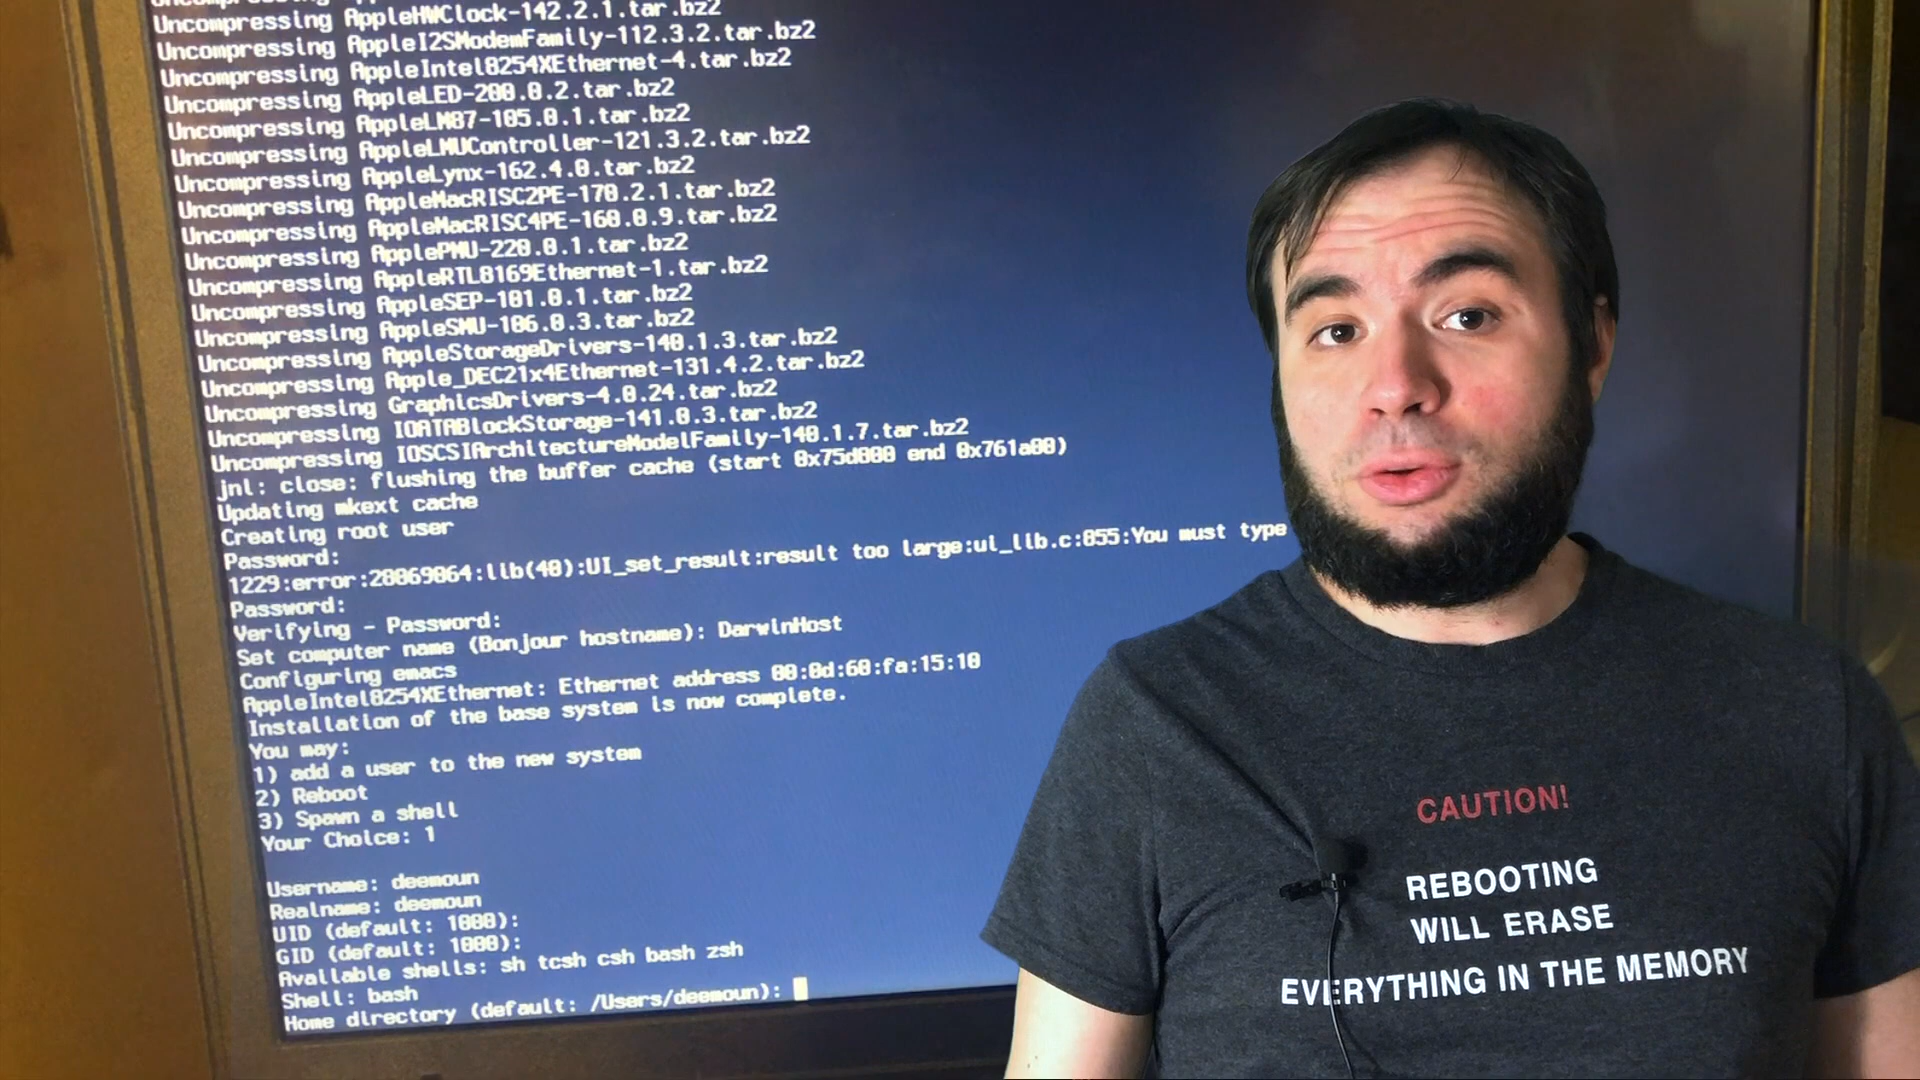 Uncompressing AppleHWClock-142.2.1.tar.bz2
Uncompressing AppleI2SModemFamily-112.3.2.tar.bz2
Uncompressing AppleIntel8254XEthernet-4.tar.bz2
Uncompressing AppleLED-200.0.2.tar.bz2
Uncompressing AppleLM87-105.0.1.tar.bz2
Uncompressing AppleLMUController-121.3.2.tar.bz2
Uncompressing AppleLynx-162.4.0.tar.bz2
Uncompressing AppleMacRISC2PE-170.2.1.tar.bz2
Uncompressing AppleMacRISC4PE-160.0.9.tar.bz2
Uncompressing ApplePMU-220.0.1.tar.bz2
Uncompressing AppleRTL8169Ethernet-1.tar.bz2
Uncompressing AppleSEP-101.0.1.tar.bz2
Uncompressing AppleSMU-106.0.3.tar.bz2
Uncompressing AppleStorageDrivers-140.1.3.tar.bz2
Uncompressing Apple_DEC21x4Ethernet-131.4.2.tar.bz2
Uncompressing GraphicsDrivers-4.0.24.tar.bz2
Uncompressing IOATABlockStorage-141.0.3.tar.bz2
Uncompressing IOSCSIArchitectureModelFamily-140.1.7.tar.bz2
jnl: close: flushing the buffer cache (start 0x75d000 end 0x761a00)
Updating mkext cache
Creating root user
Password:
1229:error:28069064:lib(40):UI_set_result:result too large:ui_lib.c:855:You must type
Password:
Verifying - Password:
Set computer name (Bonjour hostname): DarwinHost
Configuring emacs
AppleIntel8254XEthernet: Ethernet address 00:0d:60:fa:15:10
Installation of the base system is now complete.
You may:
1) add a user to the new system
2) Reboot
3) Spawn a shell
Your Choice: 1
Username: deemoun
Realname: deemoun
UID (default: 1000):
GID (default: 1000):
Available shells: sh tcsh csh bash zsh
Shell: bash
Home directory (default: /Users/deemoun):
CAUTION!
REBOOTING
WILL ERASE
EVERYTHING IN THE MEMORY